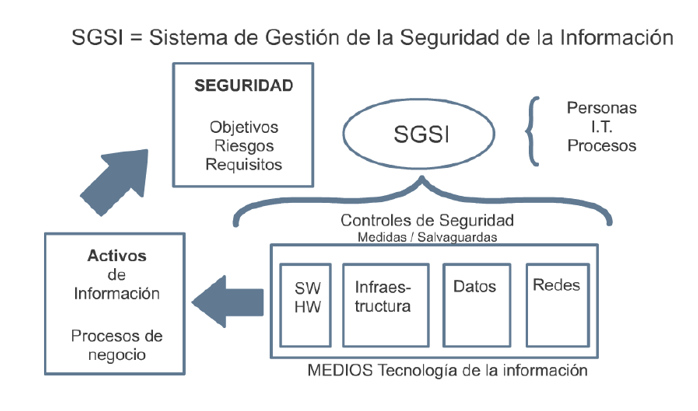 SGSI = Sistema de Gestión de la Seguridad de la Información
SEGURIDAD
Objetivos
Riesgos
Requisitos
SGSI
Personas
I.T.
Procesos
Controles de Seguridad
Medidas / Salvaguardas
Activos
de
Información
Procesos de
negocio
SW
HW
Infraes-
tructura
Datos
Redes
MEDIOS Tecnología de la información